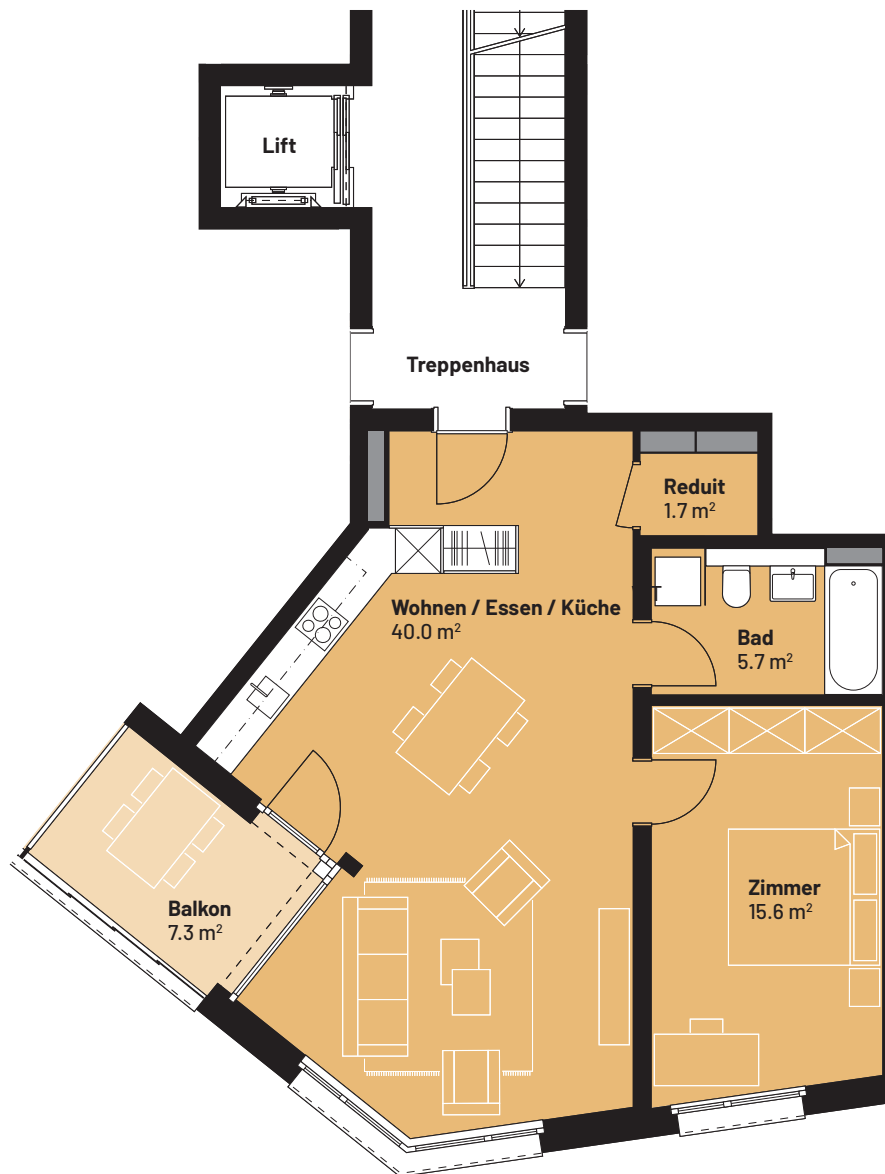 Lift
Treppenhaus
Reduit
1.7 m²
Wohnen / Essen / Küche
40.0 m²
Bad
5.7 m²
Zimmer
15.6 m²
Balkon
7.3 m²